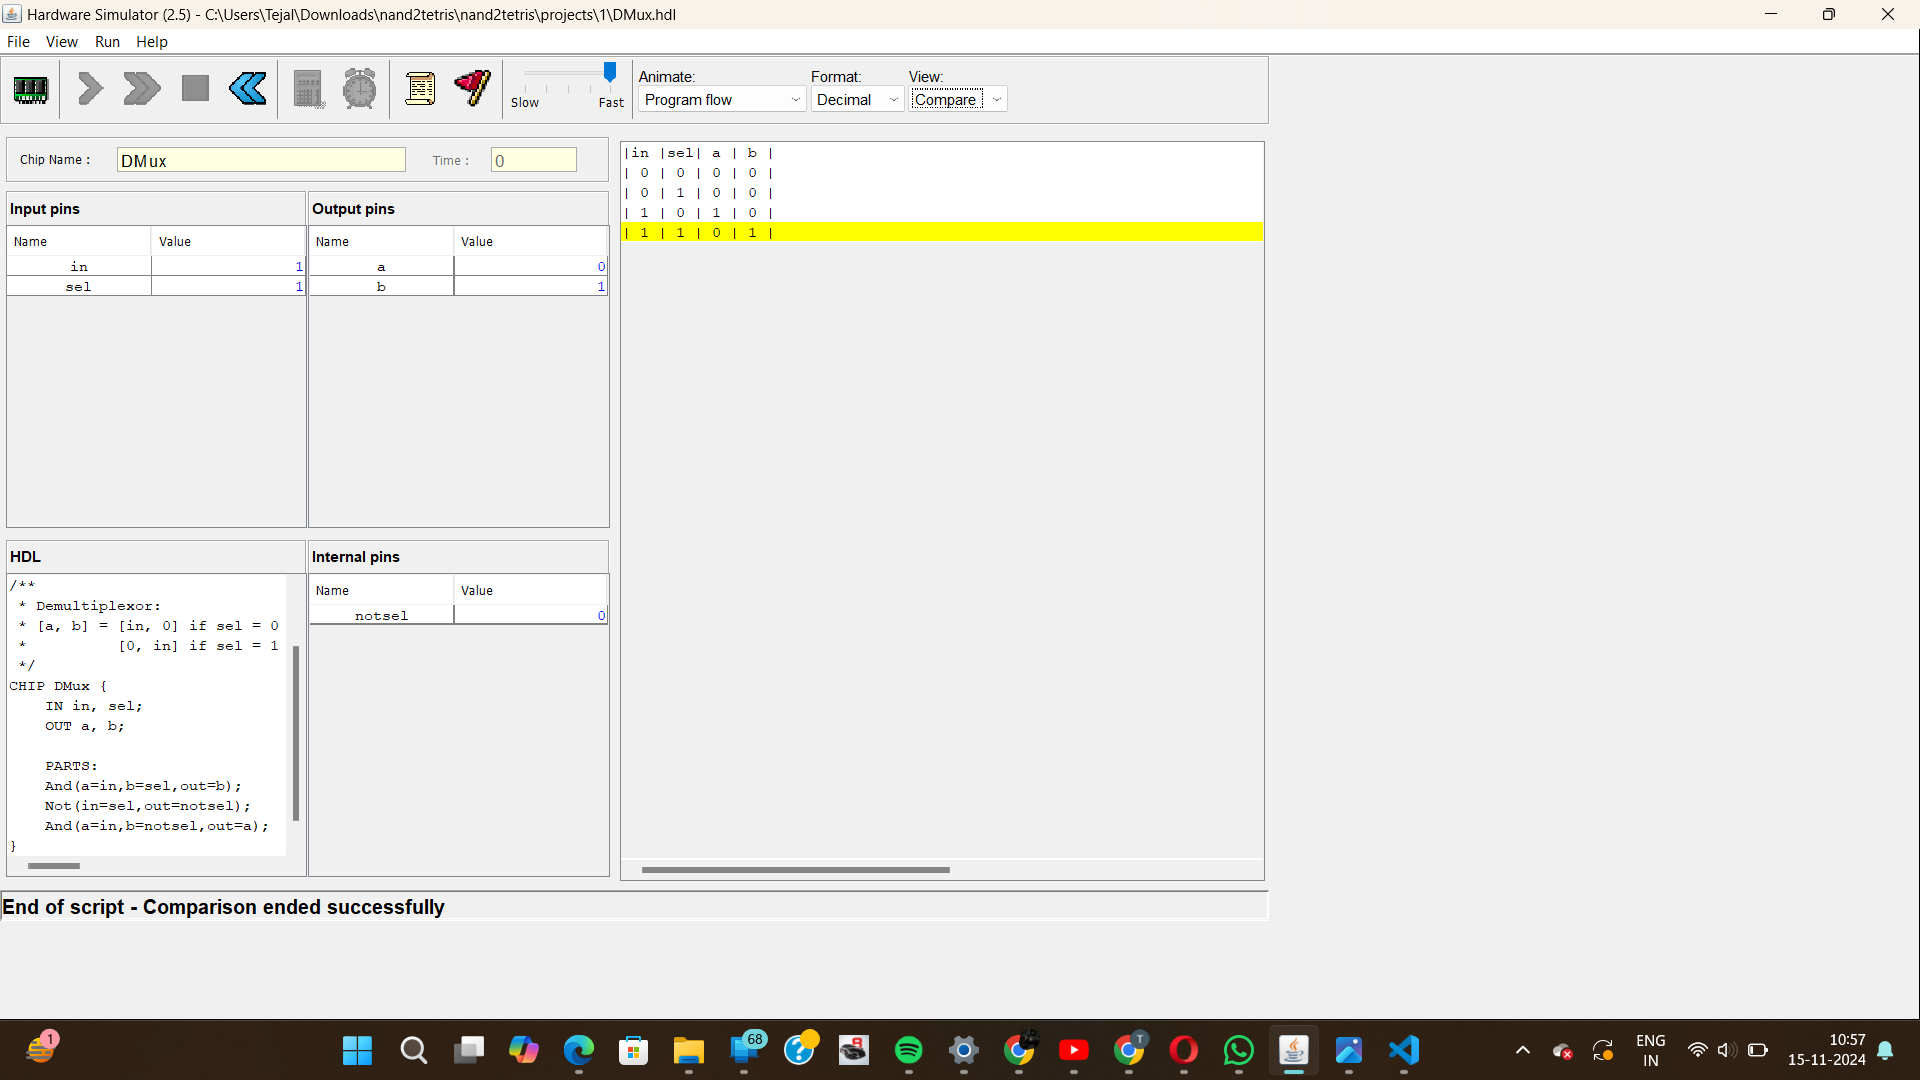 Hardware Simulator (2.5) - C:\Users\Tejal\Downloads\nand2tetris\nand2tetris\projects\1\DMux.hdl
File View Run Help
Slow Fast
Animate:
Program flow
Format:
Decimal
View:
Compare
Chip Name : DMux Time : 0
Input pins
Name Value
in 1
sel 1
Output pins
Name Value
a 0
b 1
|in |sel| a | b |
| 0 | 0 | 0 | 0 |
| 0 | 1 | 0 | 0 |
| 1 | 0 | 1 | 0 |
| 1 | 1 | 0 | 1 |
HDL
/**
 * Demultiplexor:
 * [a, b] = [in, 0] if sel = 0
 *          [0, in] if sel = 1
 */
CHIP DMux {
    IN in, sel;
    OUT a, b;
    PARTS:
    And(a=in,b=sel,out=b);
    Not(in=sel,out=notsel);
    And(a=in,b=notsel,out=a);
}
Internal pins
Name Value
notsel 0
End of script - Comparison ended successfully
1
68
T
ENG
IN
10:57
15-11-2024